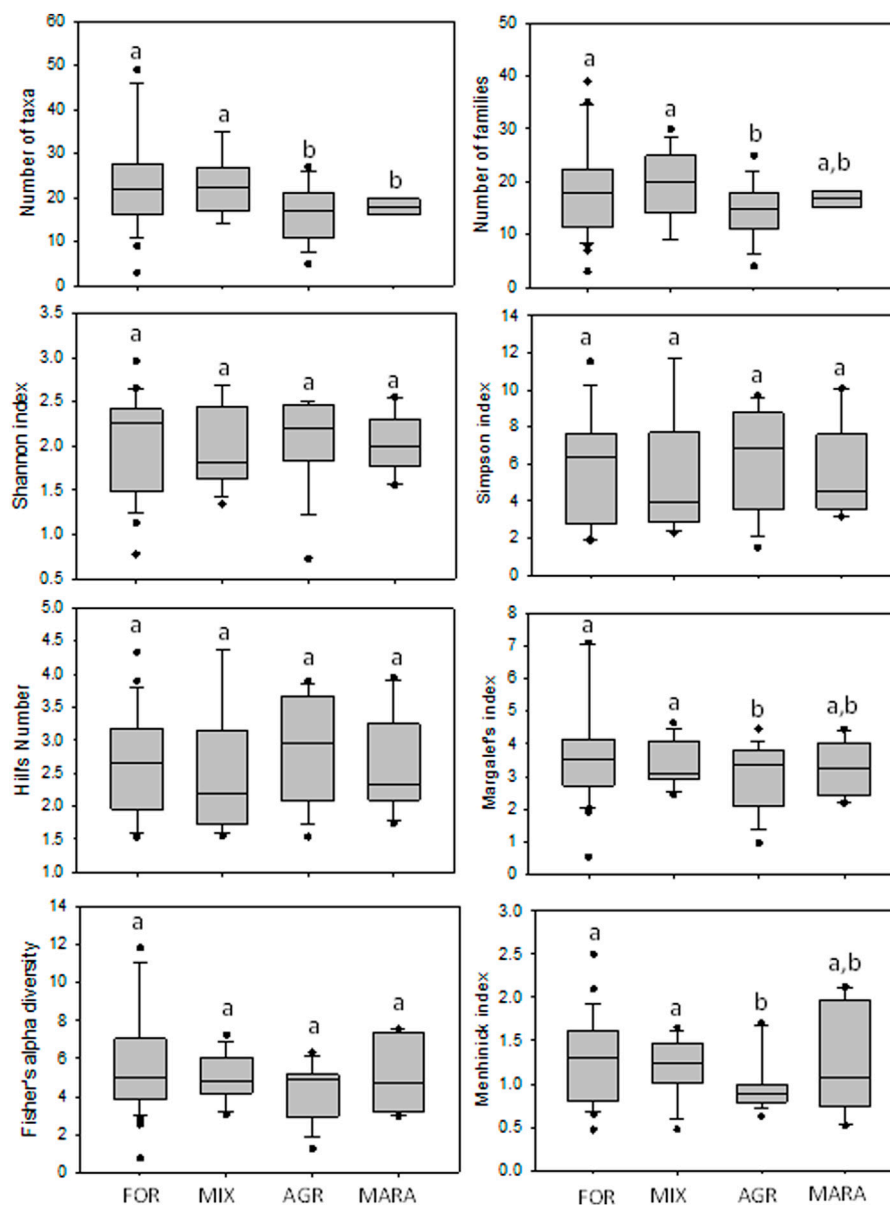 60
50
40
30
20
10
0
Number of taxa
a
a
b
b
50
40
30
20
10
0
Number of families
a
a
b
a,b
3.5
3.0
2.5
2.0
1.5
1.0
0.5
Shannon index
a
a
a
a
14
12
10
8
6
4
2
0
Simpson index
a
a
a
a
5.0
4.5
4.0
3.5
3.0
2.5
2.0
1.5
1.0
Hill's Number
a
a
a
a
8
7
6
5
4
3
2
1
0
Margalef's index
a
a
b
a,b
14
12
10
8
6
4
2
0
Fisher's alpha diversity
a
a
a
a
FOR MIX AGR MARA
3.0
2.5
2.0
1.5
1.0
0.5
0.0
Menhinick index
a
a
b
a,b
FOR MIX AGR MARA